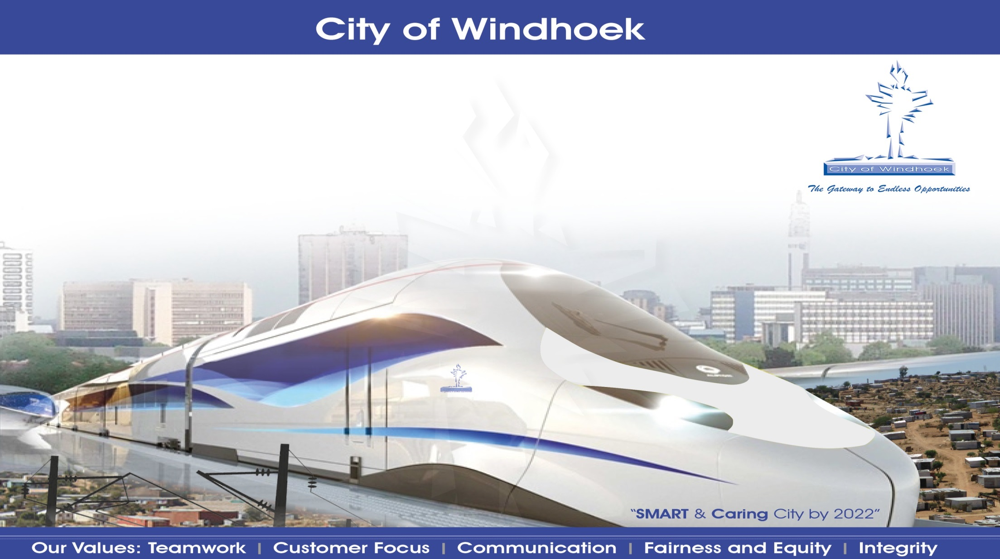 City of Windhoek
City of Windhoek
The Gateway to Endless Opportunities
“SMART & Caring City by 2022”
Our Values: Teamwork | Customer Focus | Communication | Fairness and Equity | Integrity